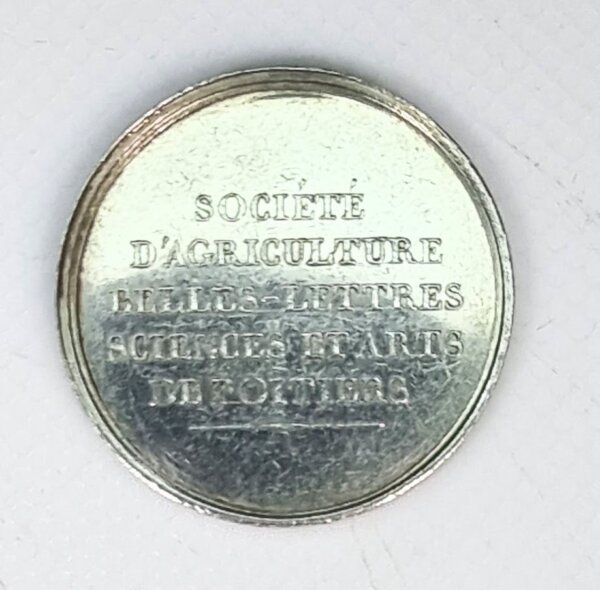 SOCIÉTÉ
D'AGRICULTURE
BELLES-LETTRES
SCIENCES ET ARTS
DE POITIERS